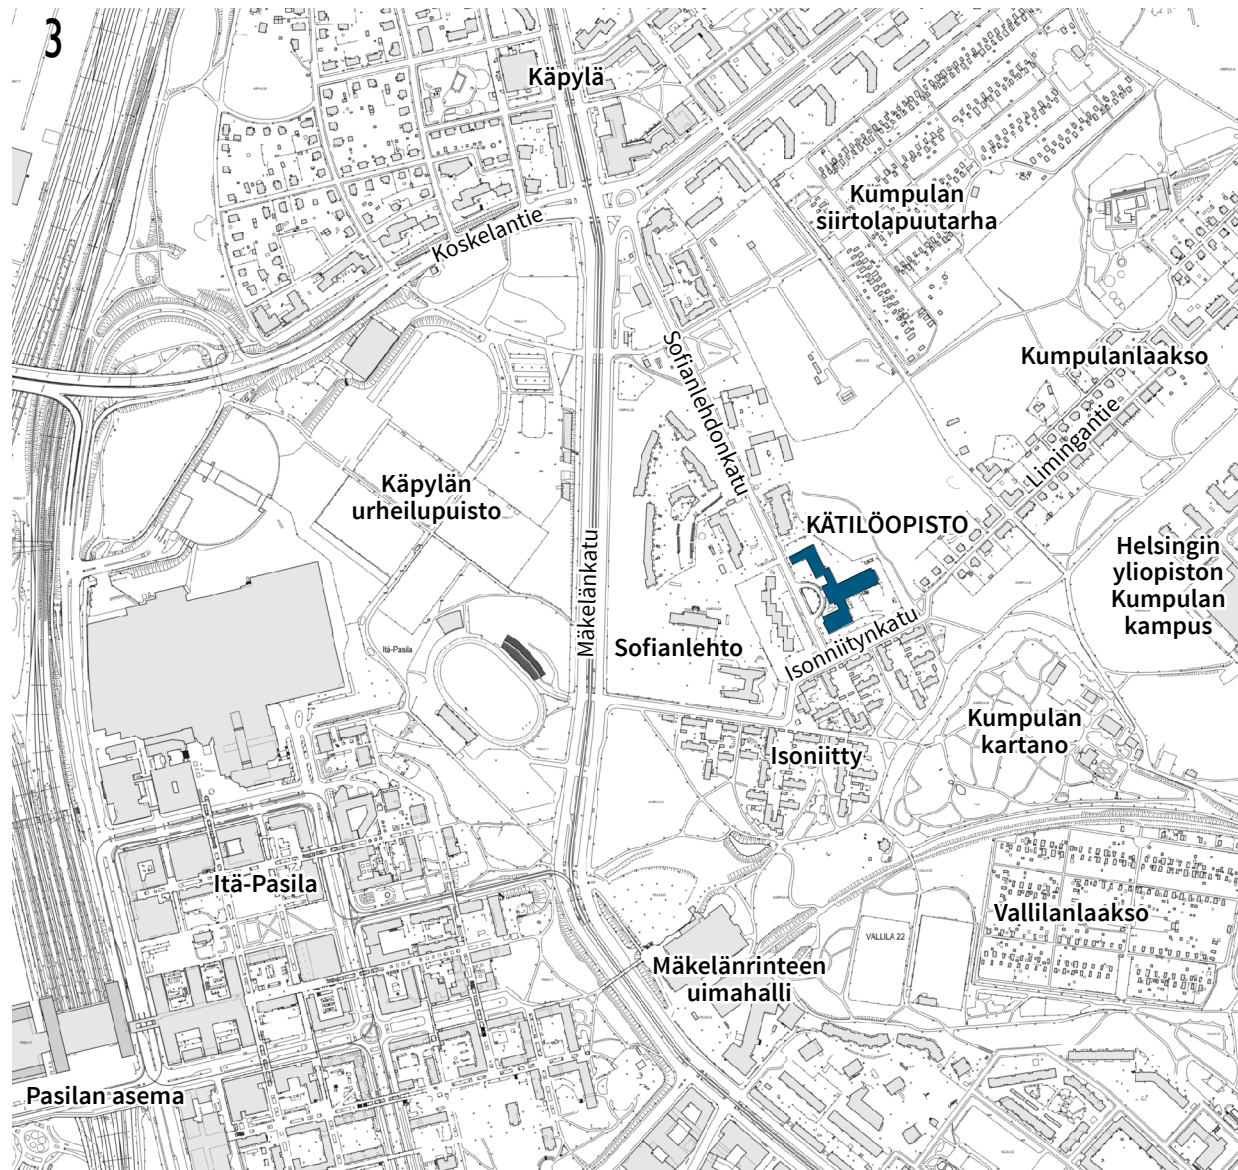 3
Käpylä
Kumpulan
siirtolapuutarha
Koskelantie
Sofianlehdonkatu
Kumpulanlaakso
Limingantie
Käpylän
urheilupuisto
Mäkelänkatu
KÄTILÖOPISTO
Helsingin
yliopiston
Kumpulan
kampus
Itä-Pasila
Sofianlehto
Isonniitynkatu
Kumpulan
kartano
Isoniitty
Itä-Pasila
Vallilanlaakso
VALLILA 22
Mäkelänrinteen
uimahalli
Pasilan asema